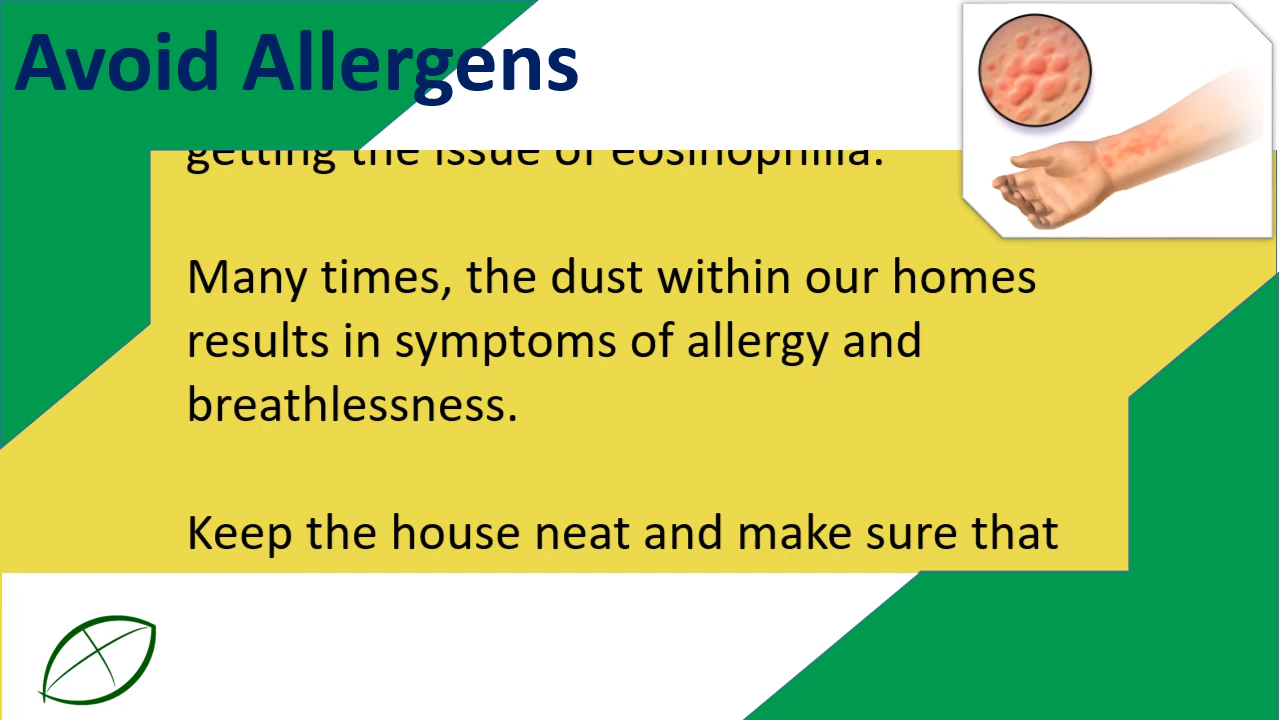 Avoid Allergens
getting the issue of eosinophilia.
Many times, the dust within our homes
results in symptoms of allergy and
breathlessness.
Keep the house neat and make sure that